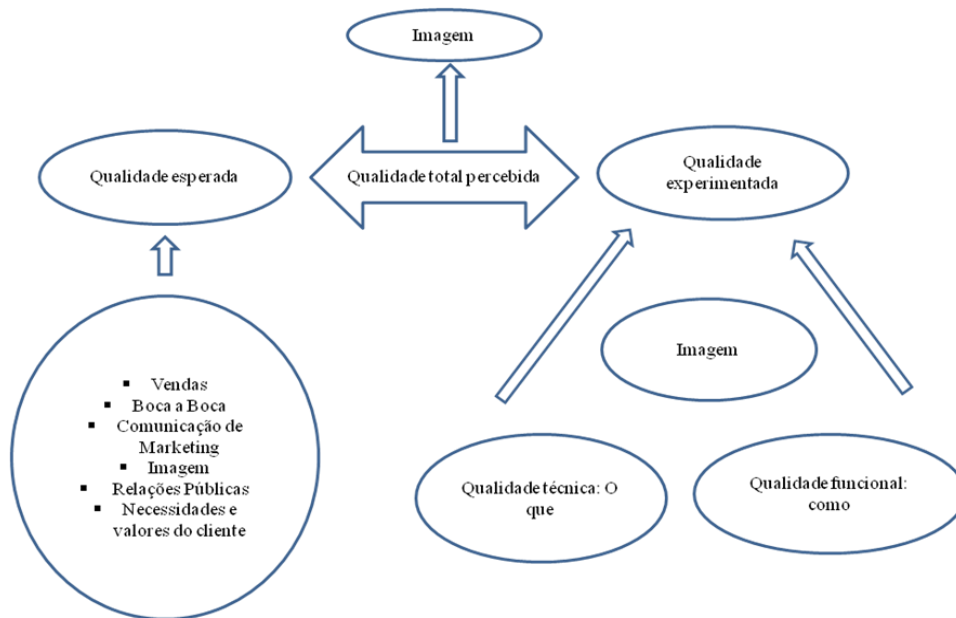 Imagem
Qualidade esperada
Qualidade total percebida
Qualidade
experimentada
▪ Vendas
▪ Boca a Boca
▪ Comunicação de
Marketing
▪ Imagem
▪ Relações Públicas
▪ Necessidades e
valores do cliente
Imagem
Qualidade técnica: O
que
Qualidade funcional:
como